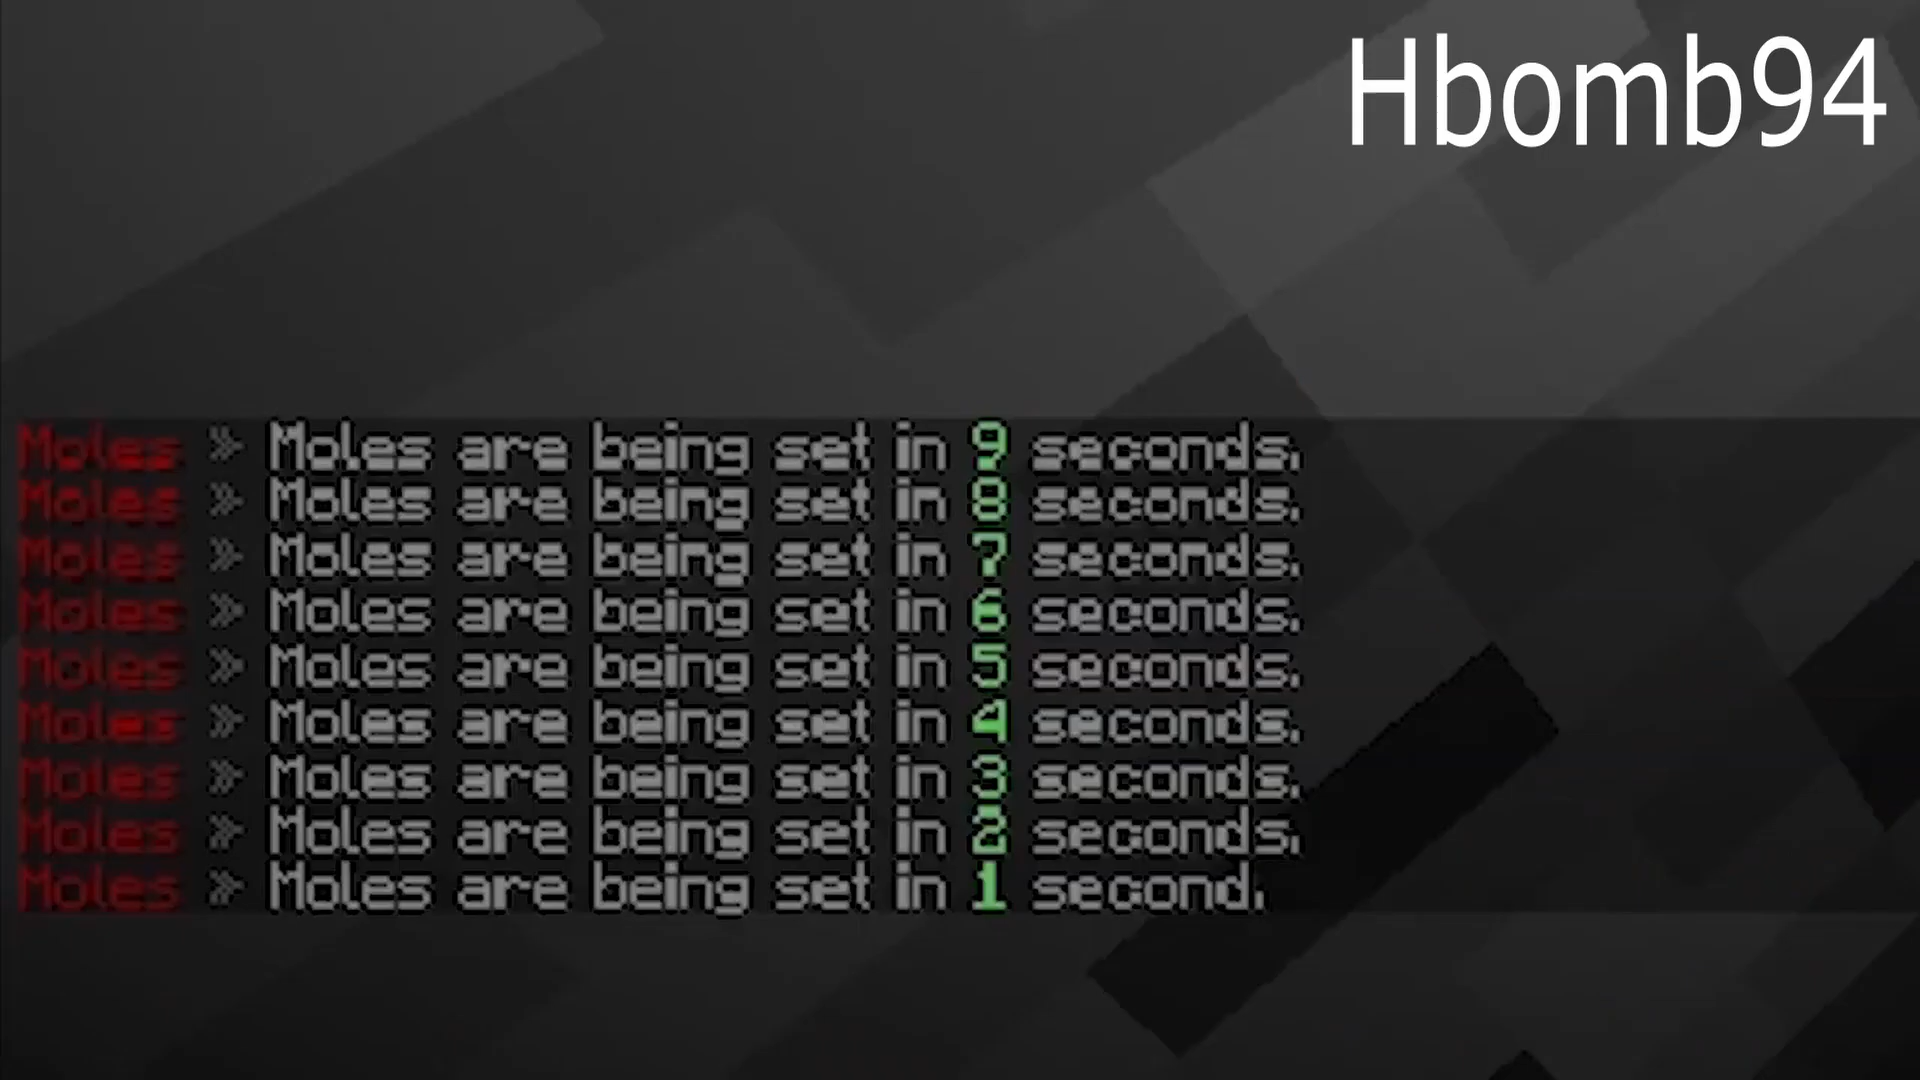 Hbomb94
Moles » Moles are being set in 9 seconds.
Moles » Moles are being set in 8 seconds.
Moles » Moles are being set in 7 seconds.
Moles » Moles are being set in 6 seconds.
Moles » Moles are being set in 5 seconds.
Moles » Moles are being set in 4 seconds.
Moles » Moles are being set in 3 seconds.
Moles » Moles are being set in 2 seconds.
Moles » Moles are being set in 1 second.